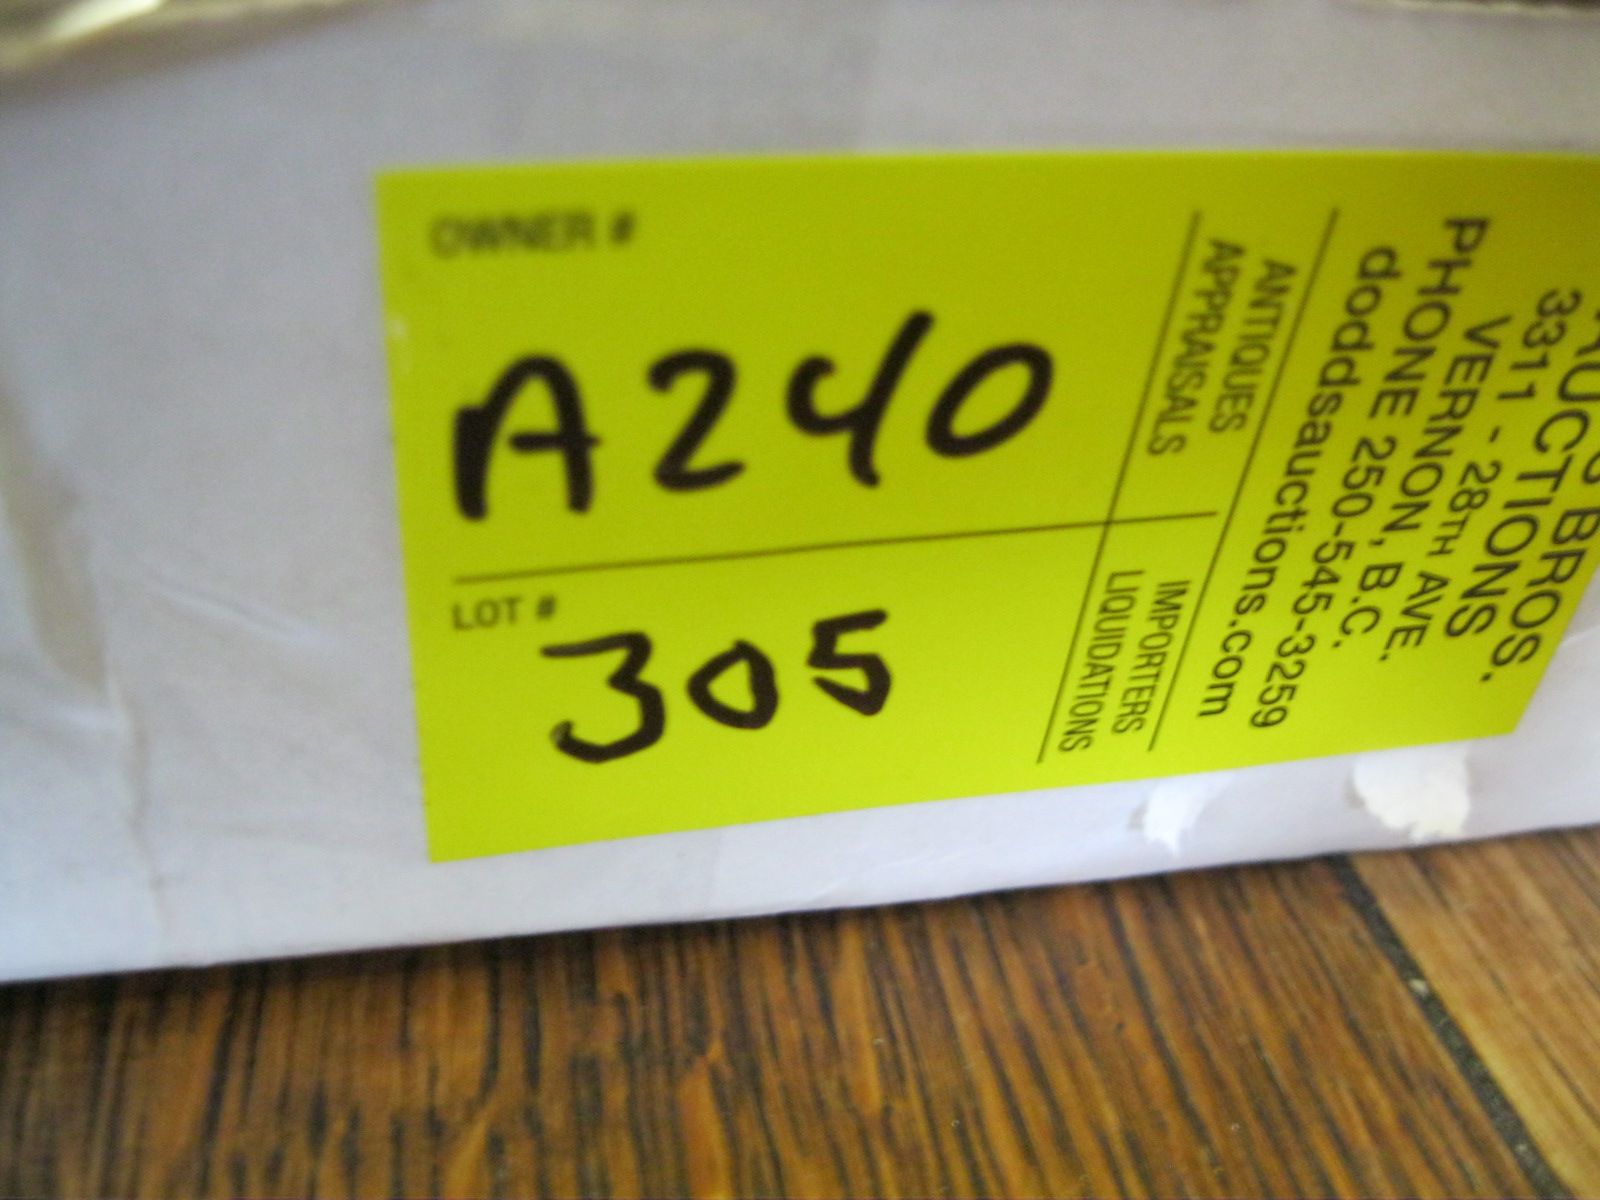 OWNER #
A240
LOT #
305
ANTIQUES
APPRAISALS
IMPORTERS
LIQUIDATIONS
BROS.
AUCTIONS
3311 - 28TH AVE.
VERNON, B.C.
PHONE 250-545-3259
doddsauctions.com